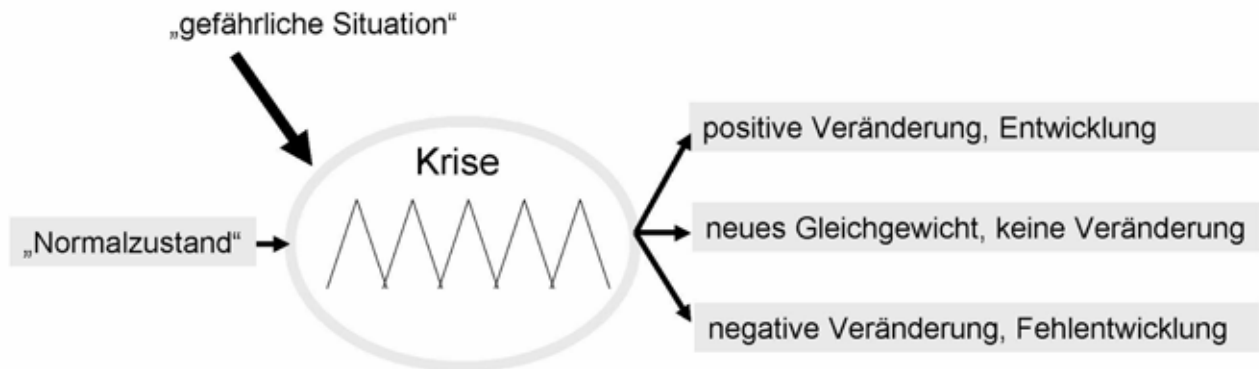 „gefährliche Situation“
Krise
„Normalzustand“
positive Veränderung, Entwicklung
neues Gleichgewicht, keine Veränderung
negative Veränderung, Fehlentwicklung